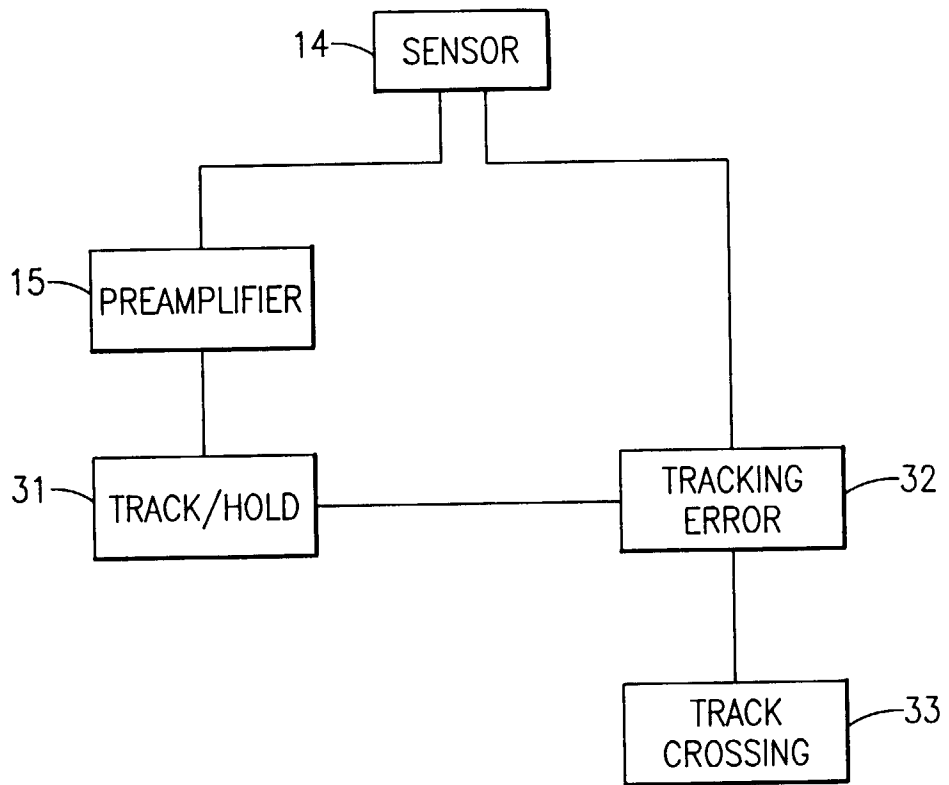 14
SENSOR
15
PREAMPLIFIER
31
TRACK/HOLD
TRACKING
ERROR
32
TRACK
CROSSING
33